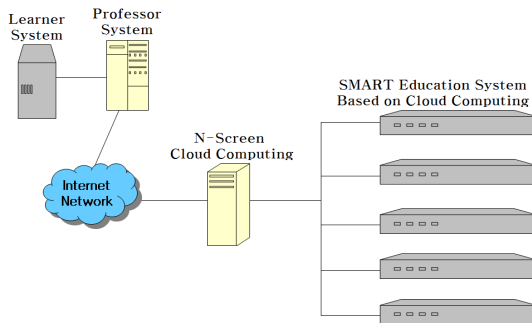 Learner
System
Professor
System
SMART Education System
Based on Cloud Computing
N-Screen
Cloud Computing
Internet
Network